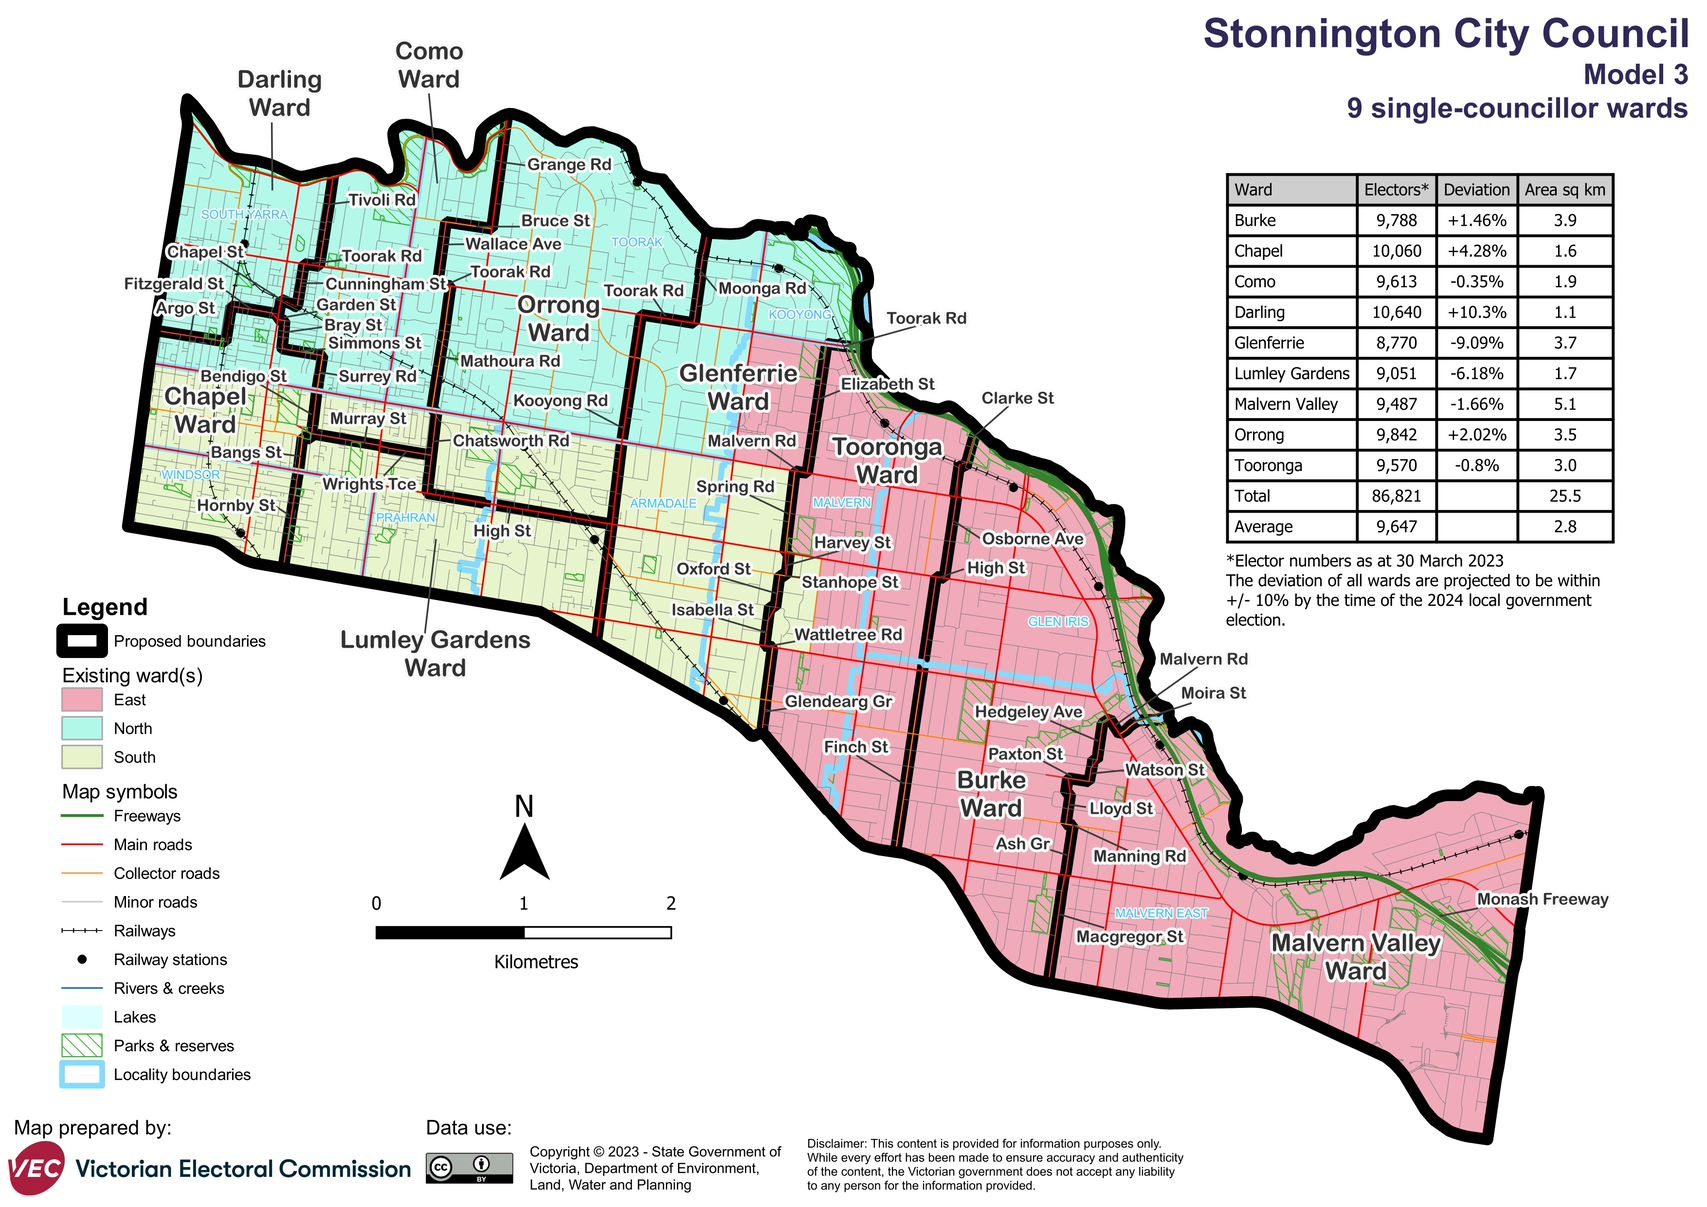 Stonnington City Council
Model 3
9 single-councillor wards
Ward Electors* Deviation Area sq km
Burke 9,788 +1.46% 3.9
Chapel 10,060 +4.28% 1.6
Como 9,613 -0.35% 1.9
Darling 10,640 +10.3% 1.1
Glenferrie 8,770 -9.09% 3.7
Lumley Gardens 9,051 -6.18% 1.7
Malvern Valley 9,487 -1.66% 5.1
Orrong 9,842 +2.02% 3.5
Tooronga 9,570 -0.8% 3.0
Total 86,821 25.5
Average 9,647 2.8
*Elector numbers as at 30 March 2023
The deviation of all wards are projected to be within
+/- 10% by the time of the 2024 local government
election.
Como
Ward
Darling
Ward
Grange Rd
Tivoli Rd
SOUTH YARRA
Bruce St
Wallace Ave
TOORAK
Chapel St
Toorak Rd
Toorak Rd
Fitzgerald St
Cunningham St
Toorak Rd
Moonga Rd
Argo St
Garden St
Orrong
Ward
KOOYONG
Toorak Rd
Bray St
Simmons St
Mathoura Rd
Bendigo St
Surrey Rd
Glenferrie
Ward
Elizabeth St
Chapel
Ward
Kooyong Rd
Clarke St
Murray St
Chatsworth Rd
Malvern Rd
Tooronga
Ward
Bangs St
WINDSOR
Wrights Tce
Spring Rd
Hornby St
PRAHRAN
ARMADALE
MALVERN
High St
Harvey St
Osborne Ave
Oxford St
Stanhope St
High St
Isabella St
GLEN IRIS
Wattletree Rd
Lumley Gardens
Ward
Malvern Rd
Moira St
Glendearg Gr
Hedgeley Ave
Finch St
Paxton St
Watson St
Burke
Ward
Lloyd St
Ash Gr
Manning Rd
Monash Freeway
MALVERN EAST
Macgregor St
Malvern Valley
Ward
Legend
Proposed boundaries
Existing ward(s)
East
North
South
Map symbols
Freeways
Main roads
Collector roads
Minor roads
Railways
Railway stations
Rivers & creeks
Lakes
Parks & reserves
Locality boundaries
N
0 1 2
Kilometres
Map prepared by:
VEC Victorian Electoral Commission
Data use:
cc BY
Copyright © 2023 - State Government of
Victoria, Department of Environment,
Land, Water and Planning
Disclaimer: This content is provided for information purposes only.
While every effort has been made to ensure accuracy and authenticity
of the content, the Victorian government does not accept any liability
to any person for the information provided.